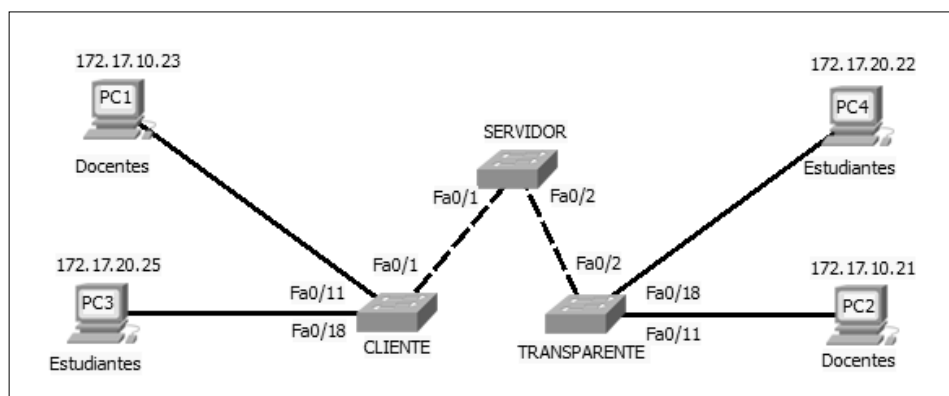 172.17.10.23
PC1
Docentes
172.17.20.22
PC4
Estudiantes
SERVIDOR
Fa0/1
Fa0/2
Fa0/1
Fa0/2
172.17.20.25
PC3
Estudiantes
Fa0/11
Fa0/18
CLIENTE
TRANSPARENTE
Fa0/18
Fa0/11
172.17.10.21
PC2
Docentes